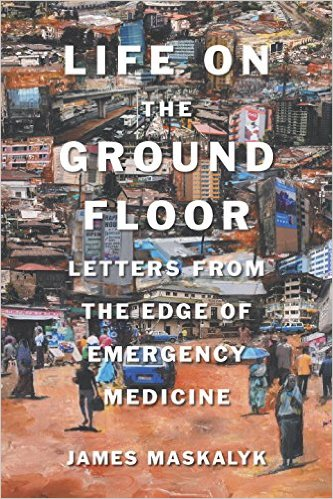 LIFE ON
THE
GROUND
FLOOR
LETTERS FROM
THE EDGE OF
EMERGENCY
MEDICINE
JAMES MASKALYK